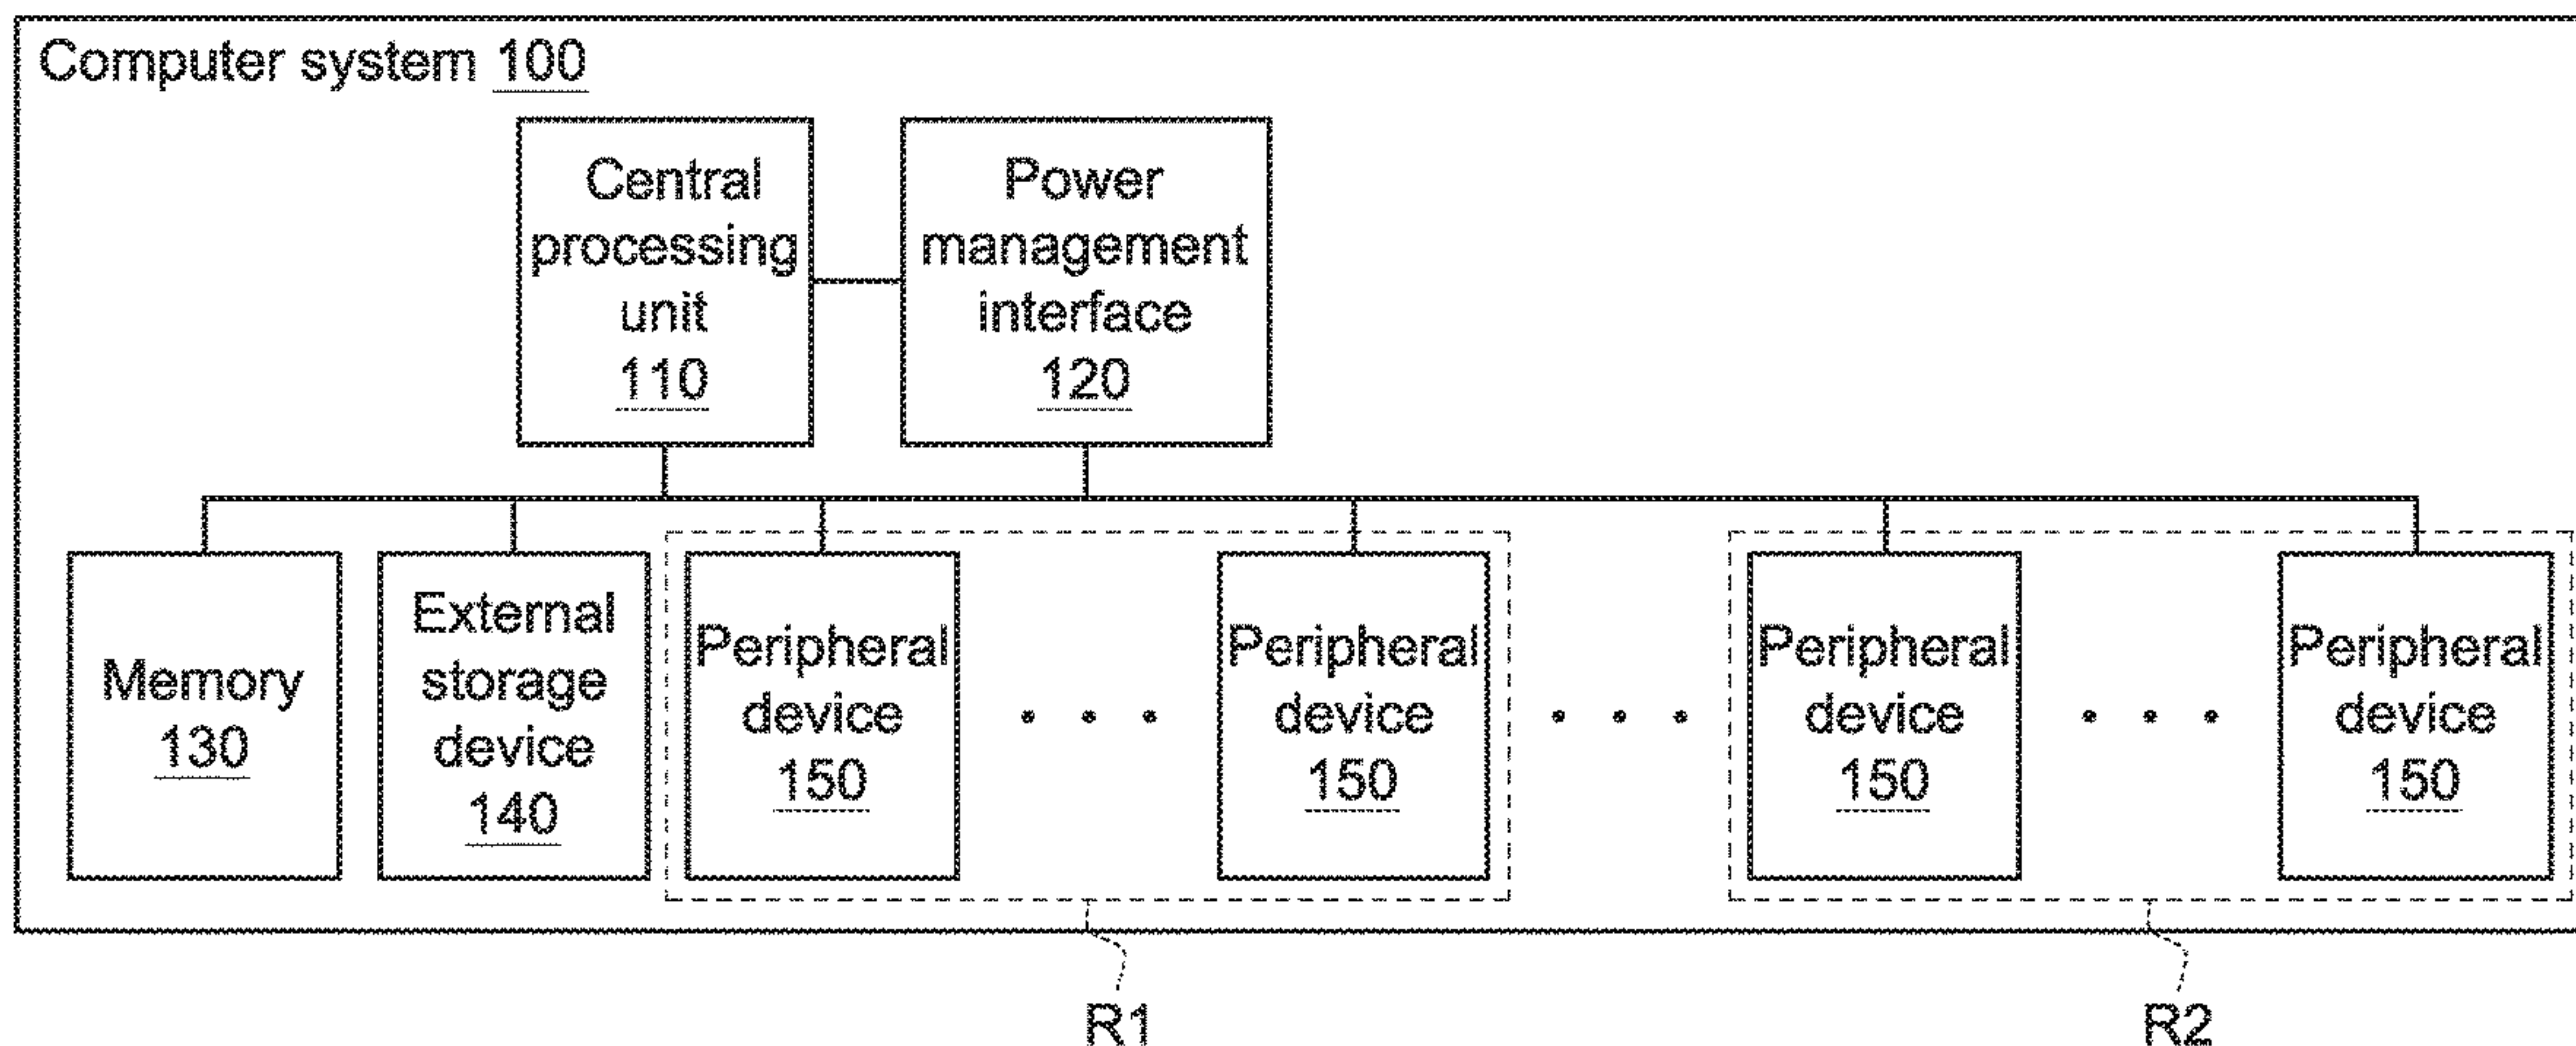 Computer system 100
Central
processing
unit
110
Power
management
interface
120
Memory
130
External
storage
device
140
Peripheral
device
150
Peripheral
device
150
Peripheral
device
150
Peripheral
device
150
R1
R2